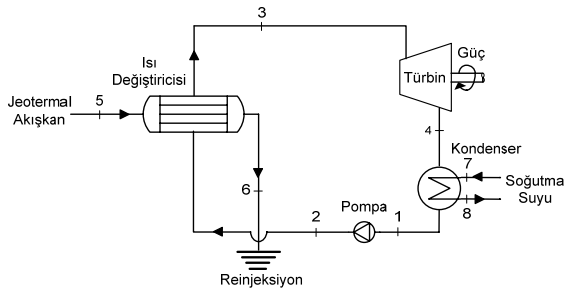 3
Isı
Değiştiricisi
Güç
Türbin
Jeotermal
Akışkan
5
4
Kondenser
7
Soğutma
Suyu
8
6
Pompa
2
1
Reinjeksiyon